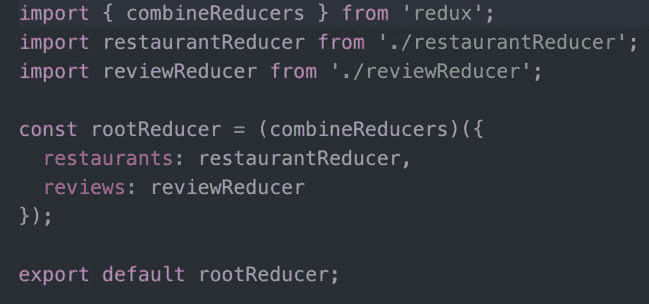 import { combineReducers } from 'redux';
import restaurantReducer from './restaurantReducer';
import reviewReducer from './reviewReducer';
const rootReducer = (combineReducers)({
restaurants: restaurantReducer,
reviews: reviewReducer
});
export default rootReducer;